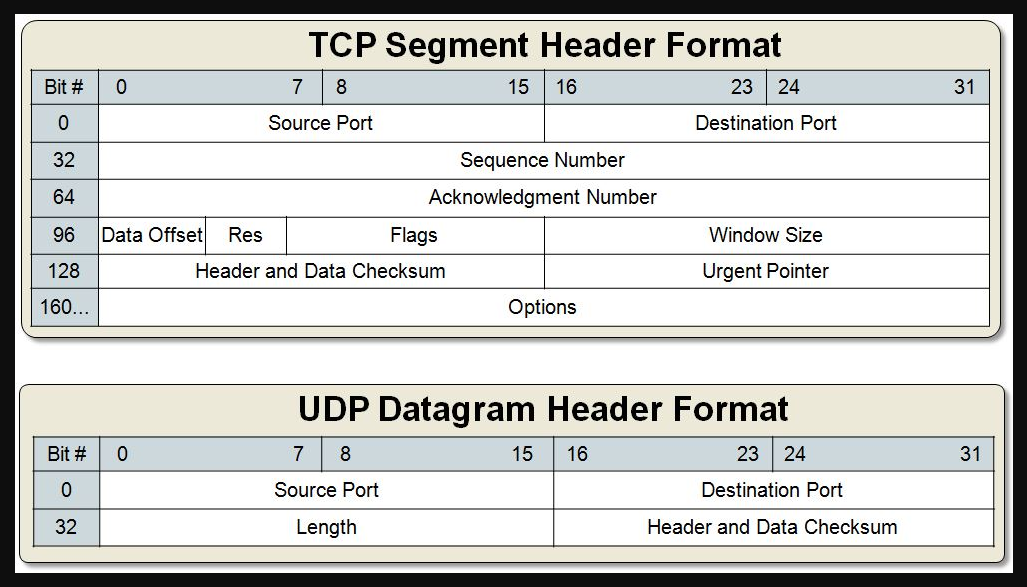 TCP Segment Header Format
Bit # 0 7 8 15 16 23 24 31
0 Source Port Destination Port
32 Sequence Number
64 Acknowledgment Number
96 Data Offset Res Flags Window Size
128 Header and Data Checksum Urgent Pointer
160... Options
UDP Datagram Header Format
Bit # 0 7 8 15 16 23 24 31
0 Source Port Destination Port
32 Length Header and Data Checksum